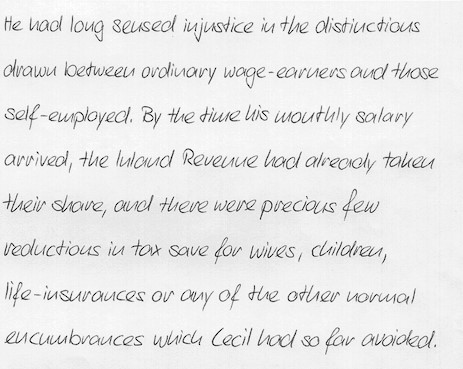 He had long sensed injustice in the distinctions
drawn between ordinary wage-earners and those
self-employed. By the time his monthly salary
arrived, the Inland Revenue had already taken
their share, and there were precious few
reductions in tax save for wives, children,
life-insurances or any of the other normal
encumbrances which Cecil had so far avoided.